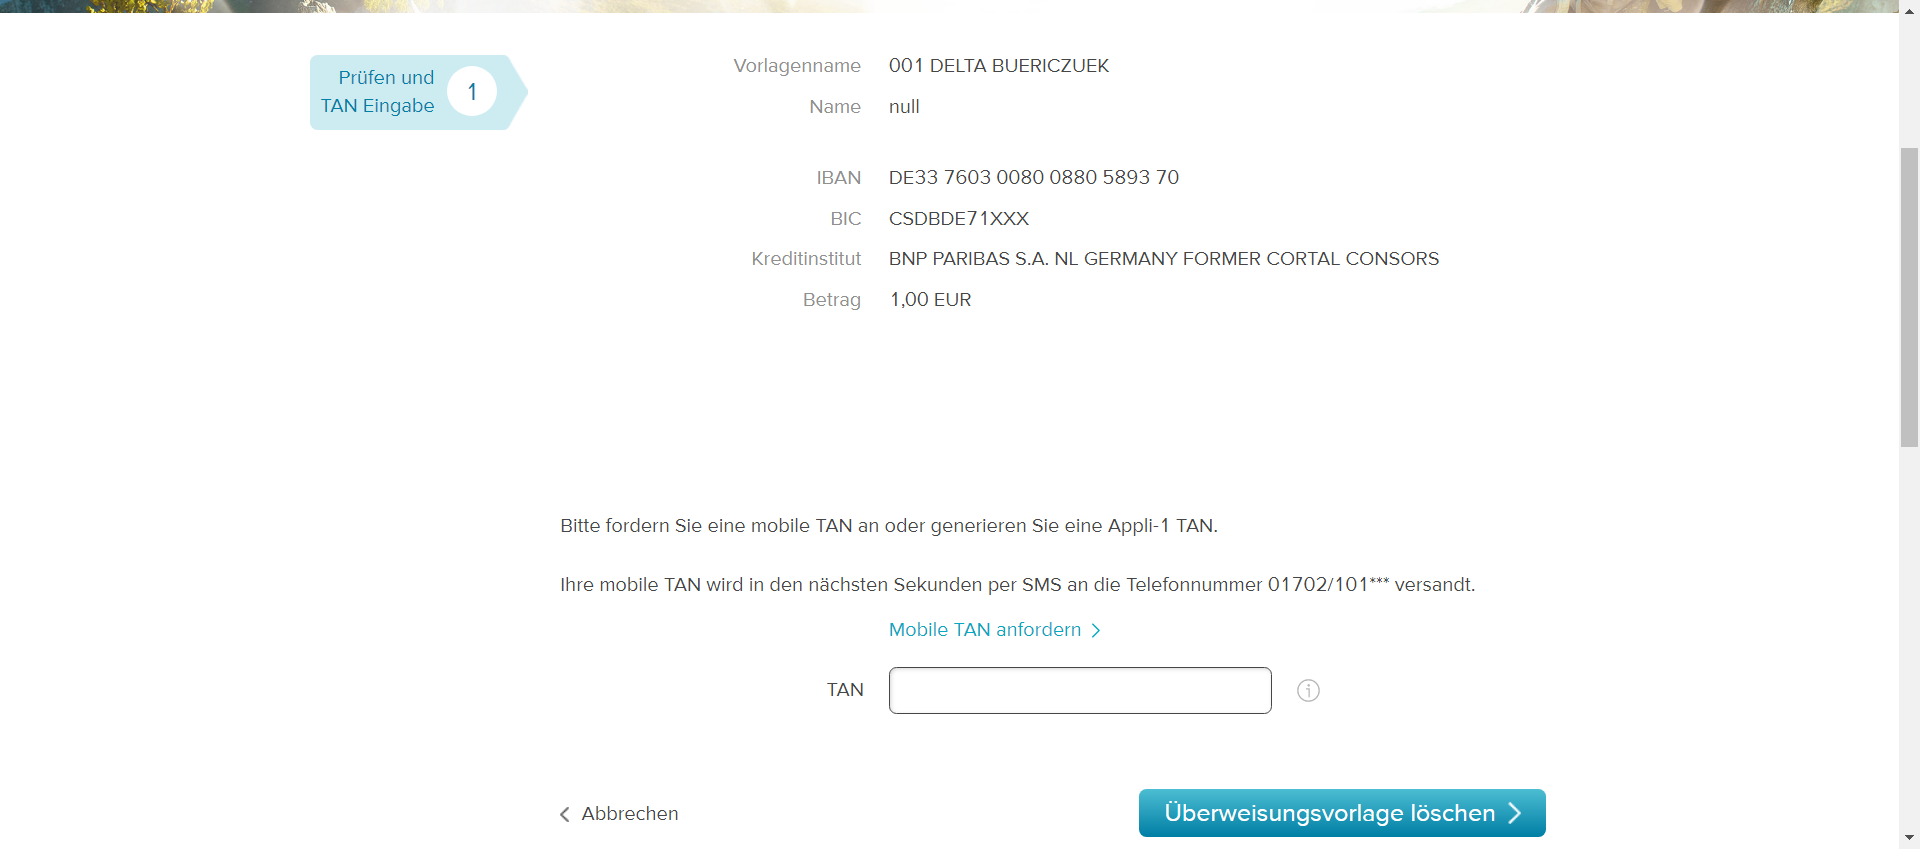 Prüfen und
TAN Eingabe
1
Vorlagenname 001 DELTA BUERICZUEK
Name null
IBAN DE33 7603 0080 0880 5893 70
BIC CSDBDE71XXX
Kreditinstitut BNP PARIBAS S.A. NL GERMANY FORMER CORTAL CONSORS
Betrag 1,00 EUR
Bitte fordern Sie eine mobile TAN an oder generieren Sie eine Appli-1 TAN.
Ihre mobile TAN wird in den nächsten Sekunden per SMS an die Telefonnummer 01702/101*** versandt.
Mobile TAN anfordern
TAN
Abbrechen
Überweisungsvorlage löschen